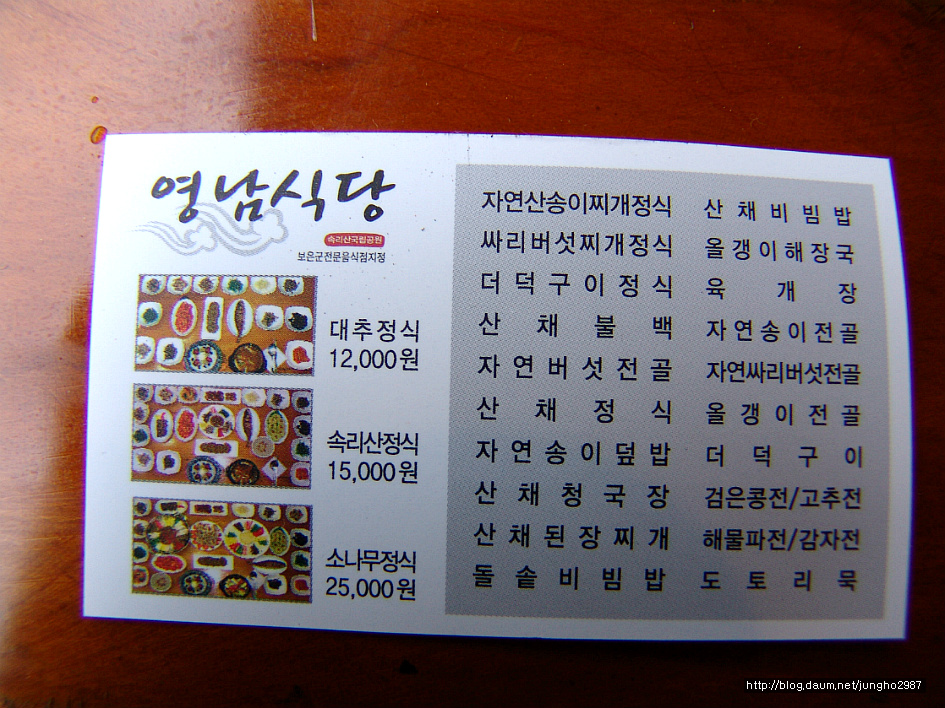 영남식당
속리산국립공원
보은군전문음식점지정
대추정식
12,000원
속리산정식
15,000원
소나무정식
25,000원
자연산송이찌개정식
싸리버섯찌개정식
더덕구이정식
산채불백
자연버섯전골
산채정식
자연송이덮밥
산채청국장
산채된장찌개
돌솥비빔밥
산채비빔밥
올갱이해장국
육개장
자연송이전골
자연싸리버섯전골
올갱이전골
더덕구이
검은콩전/고추전
해물파전/감자전
도토리묵
http://blog.daum.net/jungho2987